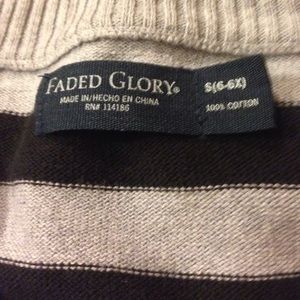 FADED GLORY®
MADE IN/HECHO EN CHINA
RN# 114186
S(6-6X)
100% COTTON